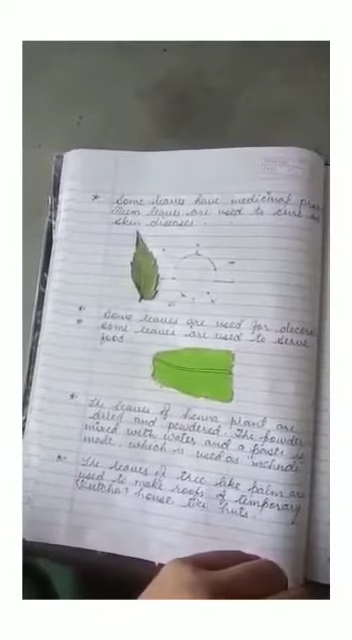 * Some leaves have medicinal
Neem leaves are used to cure
skin diseases.
* Some leaves are used for
* Some leaves are used to serve
food
* The leaves of henna plant are
dried and powdered. The powder
mixed with water and a paste is
made, which is used as "mehndi"
* The leaves of tree like palm are
used to make roofs of temporary
(Kutcha) house like huts.